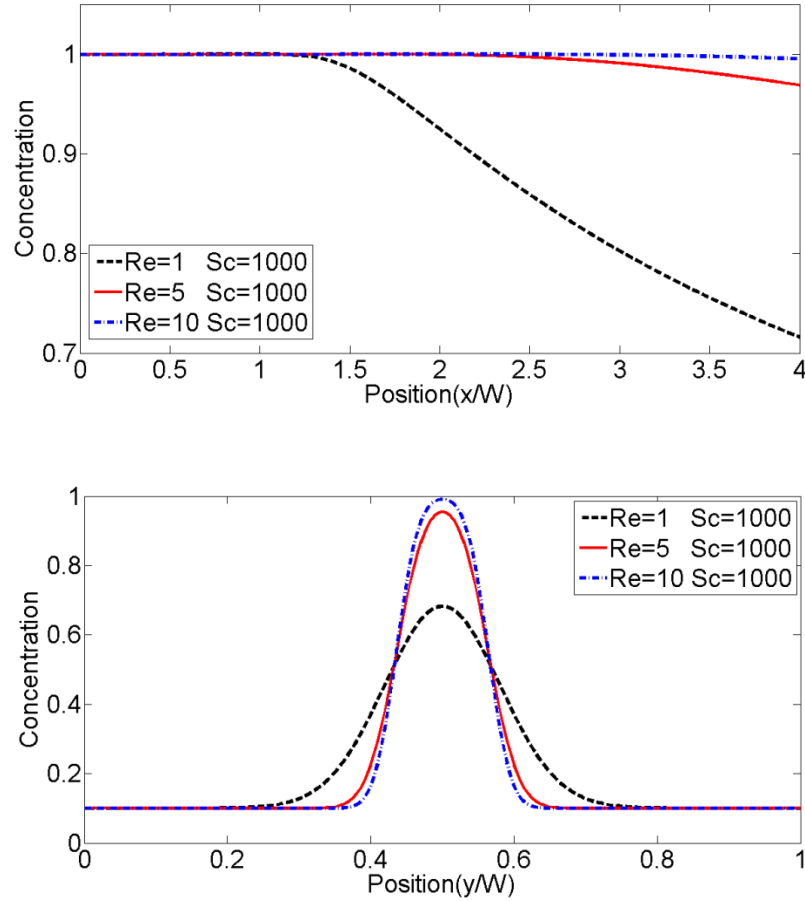 1
0.9
0.8
0.7
Concentration
Re=1 Sc=1000
Re=5 Sc=1000
Re=10 Sc=1000
0 0.5 1 1.5 2 2.5 3 3.5 4
Position(x/W)
1
0.8
0.6
0.4
0.2
0
Concentration
Re=1 Sc=1000
Re=5 Sc=1000
Re=10 Sc=1000
0 0.2 0.4 0.6 0.8 1
Position(y/W)